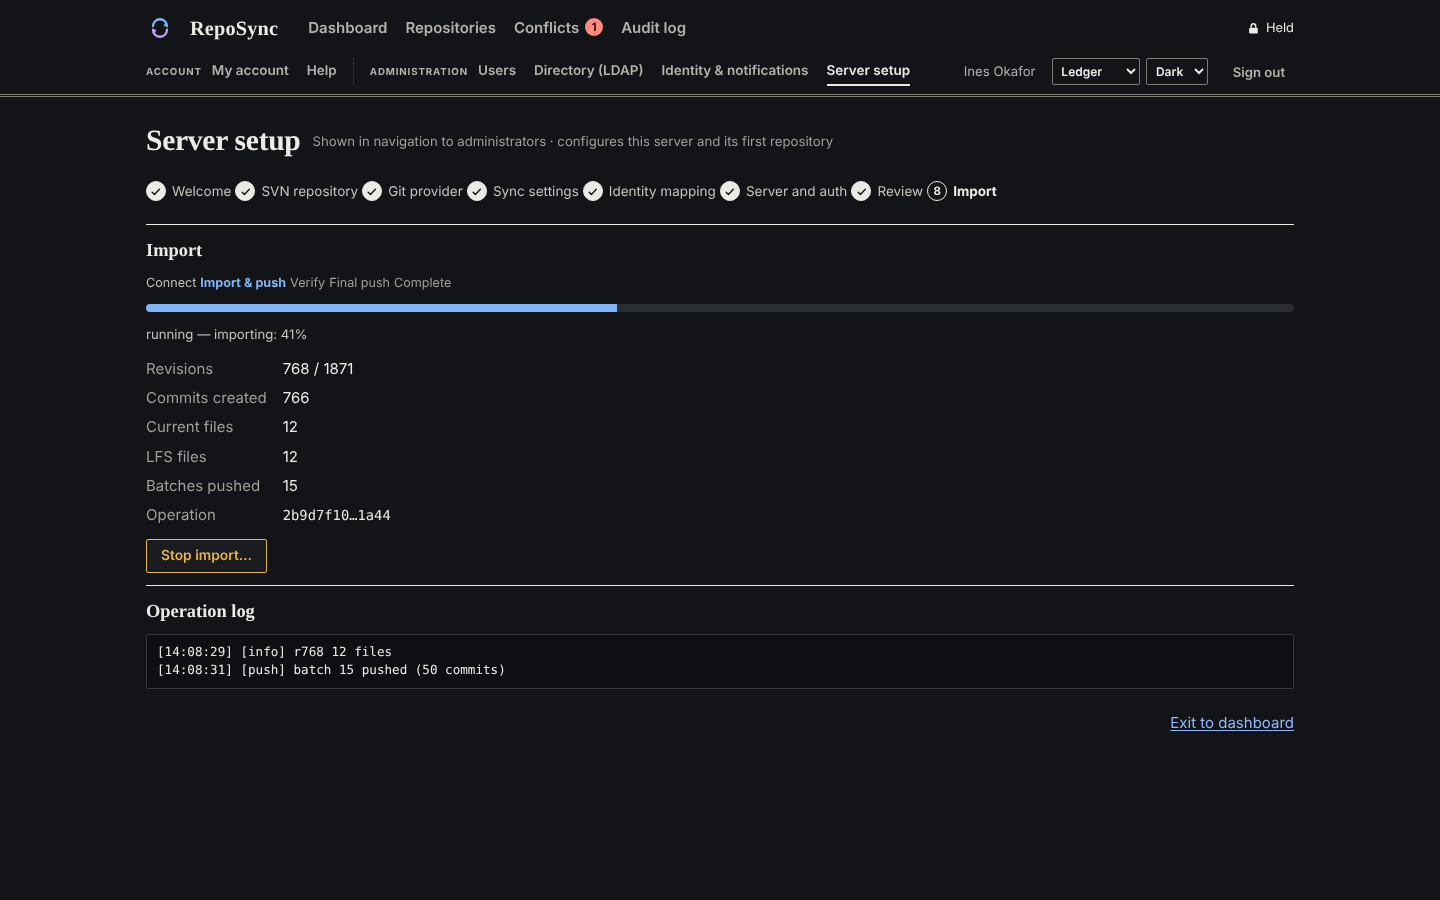 RepoSync Dashboard Repositories Conflicts 1 Audit log Held
ACCOUNT My account Help ADMINISTRATION Users Directory (LDAP) Identity & notifications Server setup Ines Okafor Ledger Dark Sign out
Server setup Shown in navigation to administrators · configures this server and its first repository
Welcome SVN repository Git provider Sync settings Identity mapping Server and auth Review 8 Import
Import
Connect Import & push Verify Final push Complete
running — importing: 41%
Revisions 768 / 1871
Commits created 766
Current files 12
LFS files 12
Batches pushed 15
Operation 2b9d7f10…1a44
Stop import…
Operation log
[14:08:29] [info] r768 12 files
[14:08:31] [push] batch 15 pushed (50 commits)
Exit to dashboard